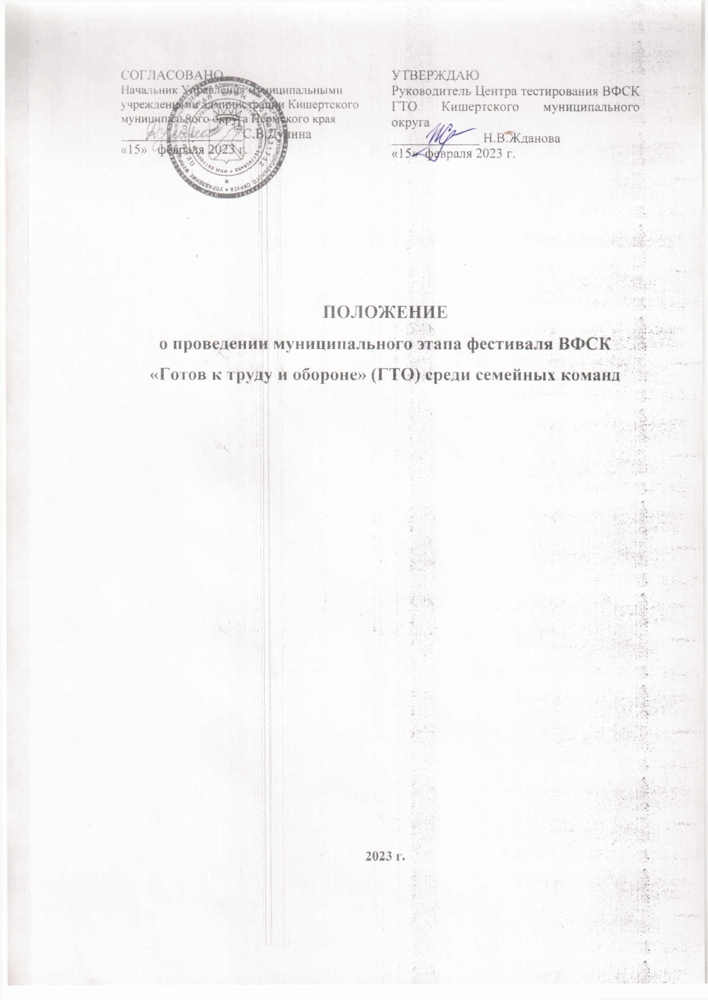 СОГЛАСОВАНО
Начальник Управления муниципальными
учреждениями администрации Кишертского
муниципального округа Пермского края
С.В.Дунина
«15» февраля 2023 г.
УТВЕРЖДАЮ
Руководитель Центра тестирования ВФСК
ГТО Кишертского муниципального
округа
Н.В.Жданова
«15» февраля 2023 г.
ПОЛОЖЕНИЕ
о проведении муниципального этапа фестиваля ВФСК
«Готов к труду и обороне» (ГТО) среди семейных команд
2023 г.